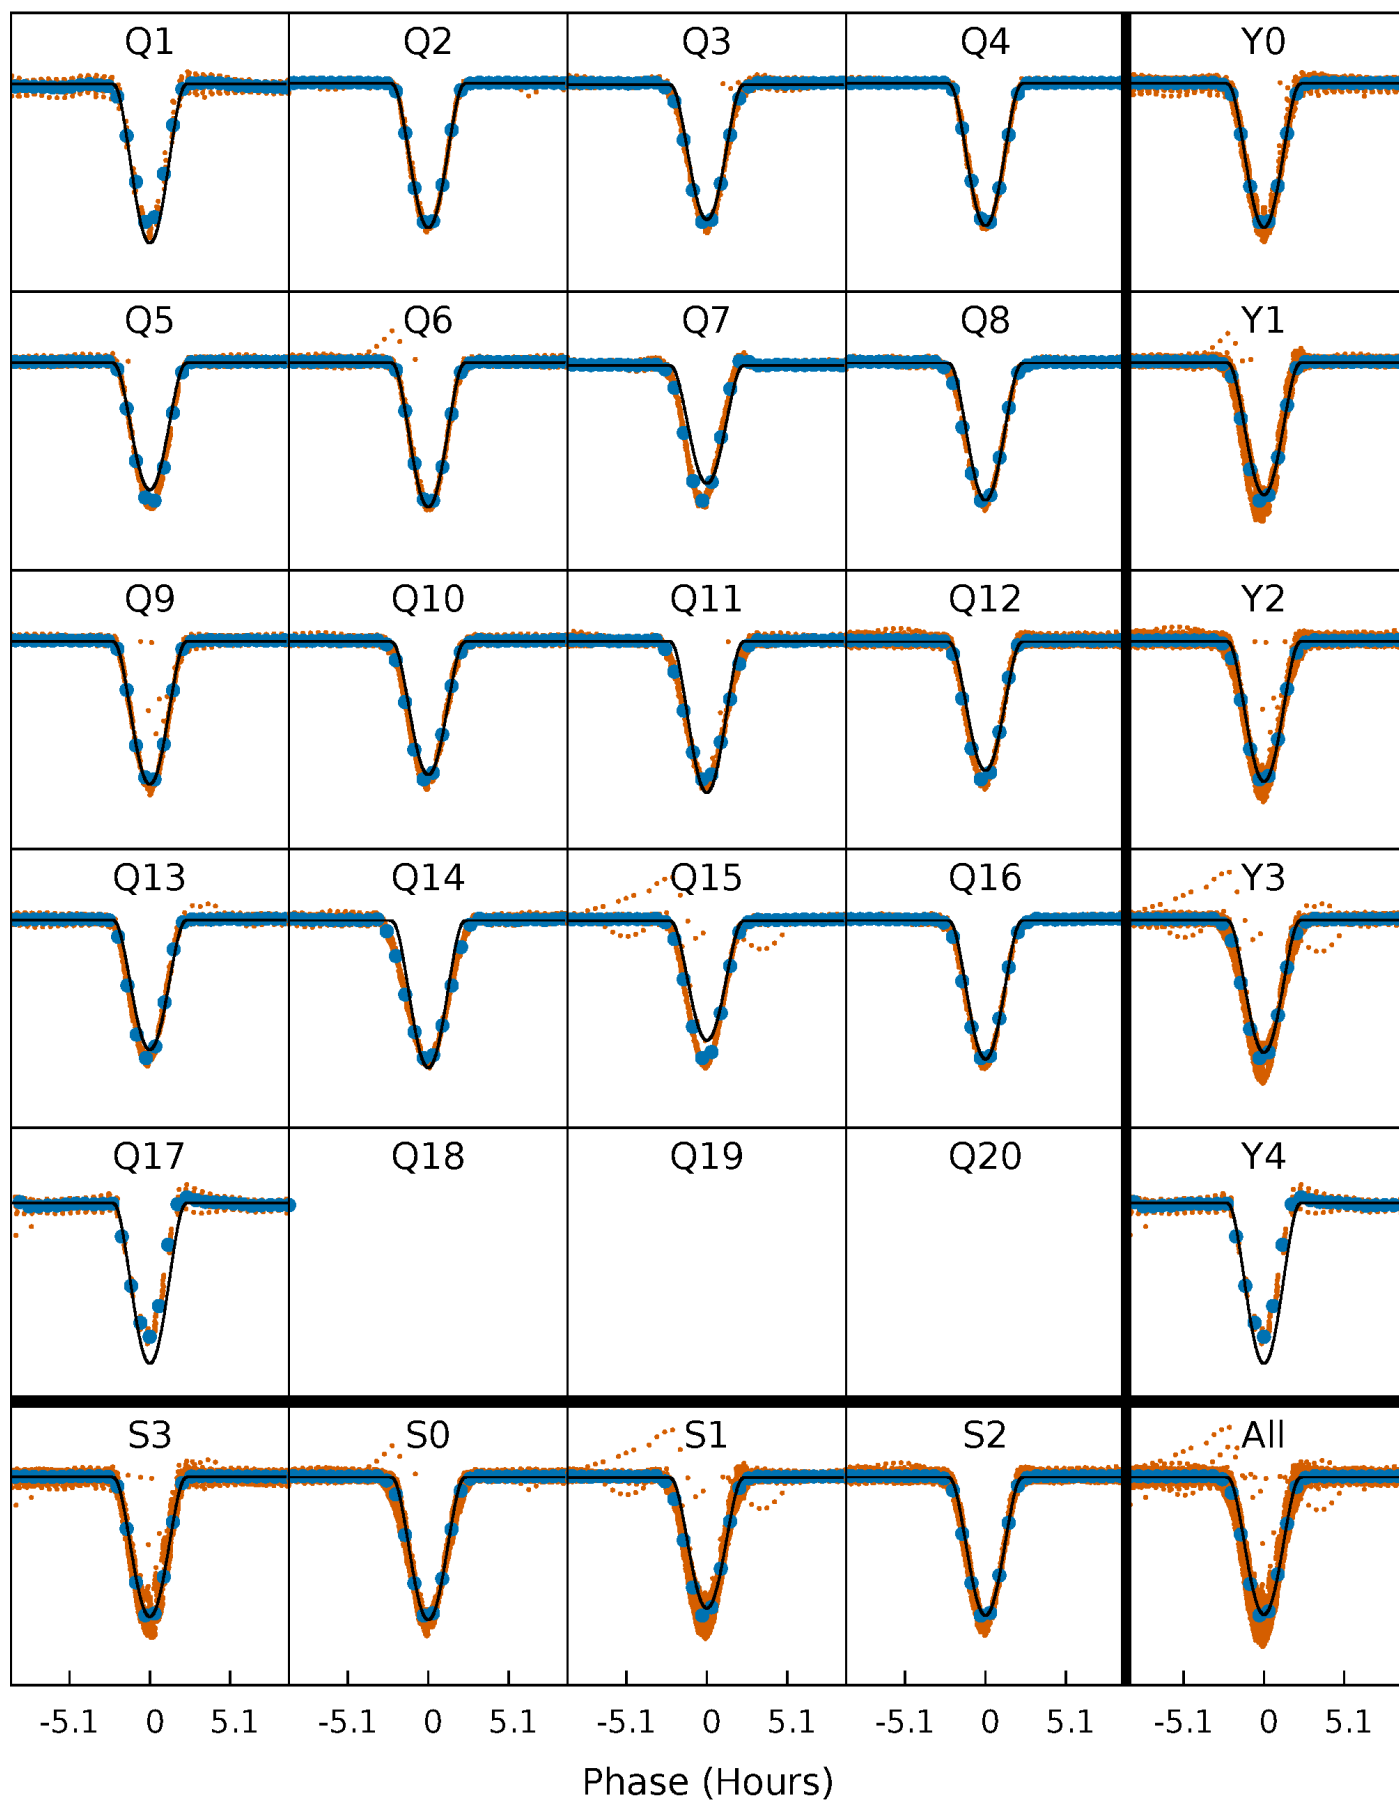 Q1 Q2 Q3 Q4 Y0
Q5 Q6 Q7 Q8 Y1
Q9 Q10 Q11 Q12 Y2
Q13 Q14 Q15 Q16 Y3
Q17 Q18 Q19 Q20 Y4
S3 S0 S1 S2 All
-5.1 0 5.1 -5.1 0 5.1 -5.1 0 5.1 -5.1 0 5.1 -5.1 0 5.1
Phase (Hours)